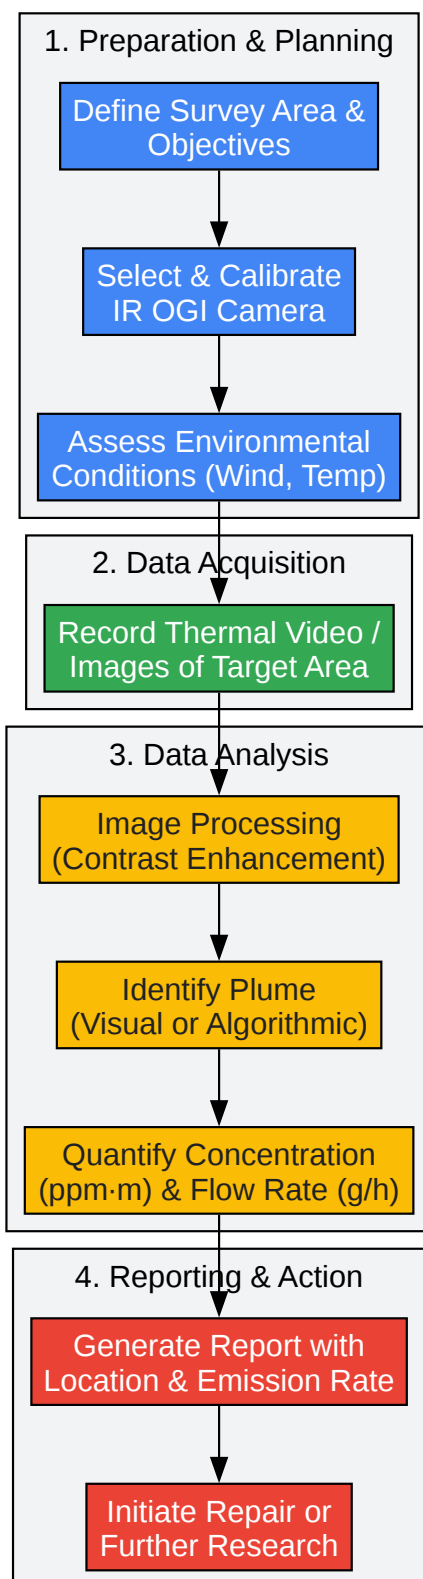 1. Preparation & Planning
Define Survey Area &
Objectives
Select & Calibrate
IR OGI Camera
Assess Environmental
Conditions (Wind, Temp)
2. Data Acquisition
Record Thermal Video /
Images of Target Area
3. Data Analysis
Image Processing
(Contrast Enhancement)
Identify Plume
(Visual or Algorithmic)
Quantify Concentration
(ppm·m) & Flow Rate (g/h)
4. Reporting & Action
Generate Report with
Location & Emission Rate
Initiate Repair or
Further Research